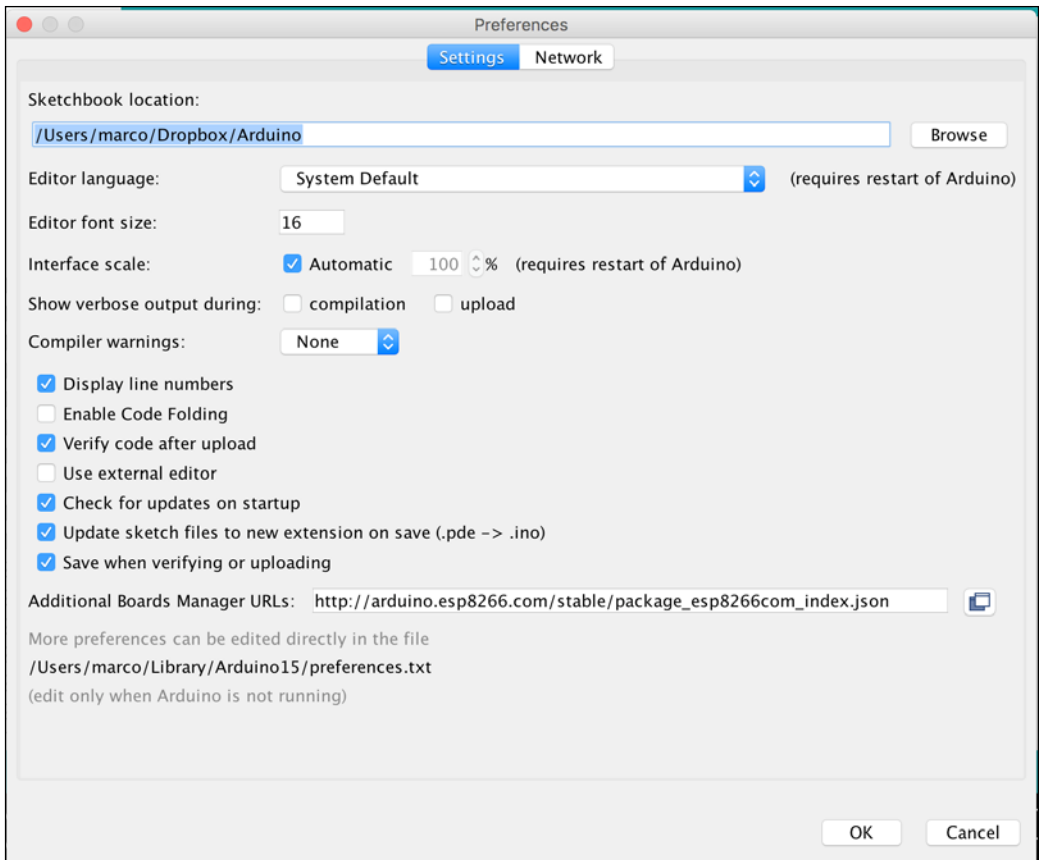 Preferences
Settings Network
Sketchbook location:
/Users/marco/Dropbox/Arduino Browse
Editor language: System Default (requires restart of Arduino)
Editor font size: 16
Interface scale: Automatic 100 % (requires restart of Arduino)
Show verbose output during: compilation upload
Compiler warnings: None
Display line numbers
Enable Code Folding
Verify code after upload
Use external editor
Check for updates on startup
Update sketch files to new extension on save (.pde -> .ino)
Save when verifying or uploading
Additional Boards Manager URLs: http://arduino.esp8266.com/stable/package_esp8266com_index.json
More preferences can be edited directly in the file
/Users/marco/Library/Arduino15/preferences.txt
(edit only when Arduino is not running)
OK Cancel